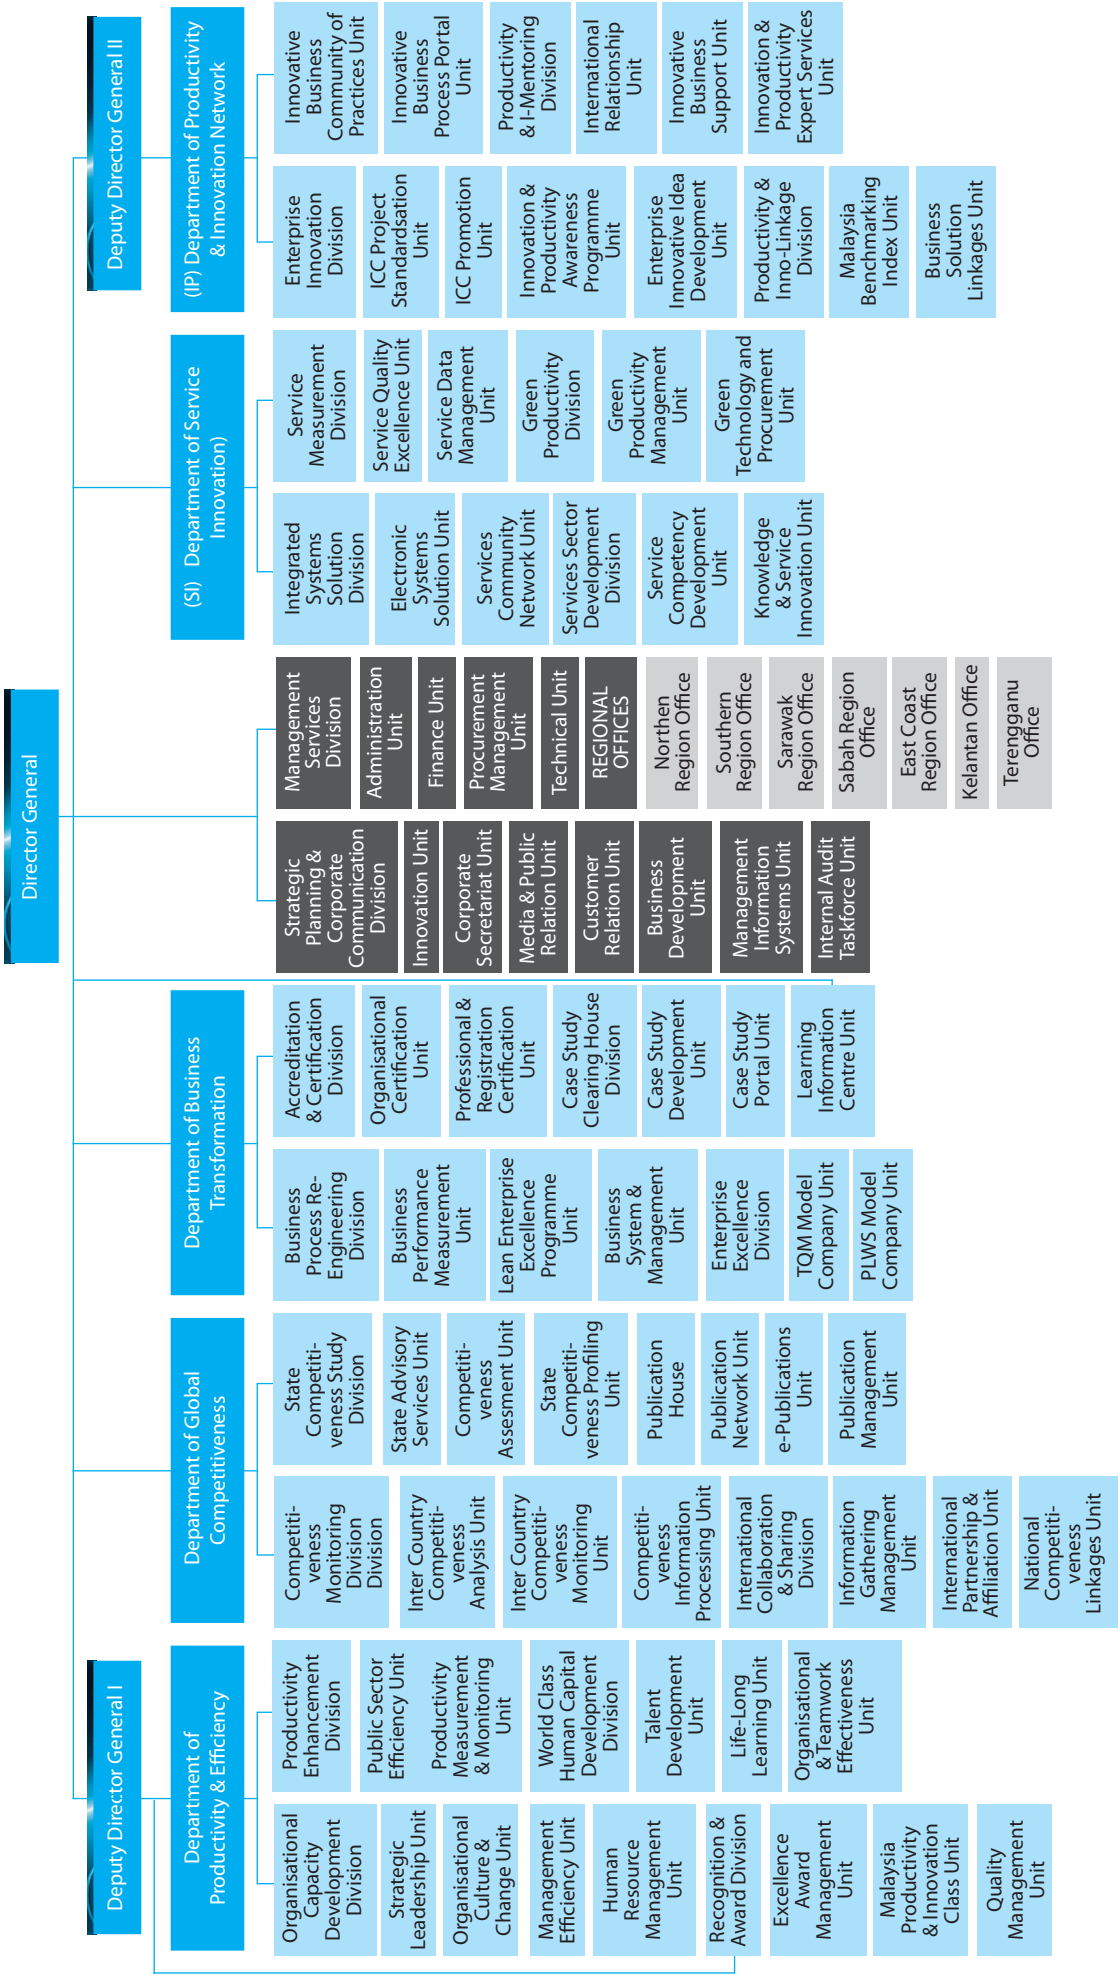 Director General
Deputy Director General I
Deputy Director General II
Department of
Productivity & Efficiency
Organisational
Capacity
Development
Division
Strategic
Leadership Unit
Organisational
Culture &
Change Unit
Management
Efficiency Unit
Human
Resource
Management
Unit
Recognition &
Award Division
Excellence
Award
Management
Unit
Malaysia
Productivity
& Innovation
Class Unit
Quality
Management
Unit
Productivity
Enhancement
Division
Public Sector
Efficiency Unit
Productivity
Measurement
& Monitoring
Unit
World Class
Human Capital
Development
Division
Talent
Development
Unit
Life-Long
Learning Unit
Organisational
& Teamwork
Effectiveness
Unit
Department of Global
Competitiveness
Competiti-
veness
Monitoring
Division
Division
Inter Country
Competiti-
veness
Analysis Unit
Inter Country
Competiti-
veness
Monitoring
Unit
Competiti-
veness
Information
Processing Unit
International
Collaboration
& Sharing
Division
Information
Gathering
Management
Unit
International
Partnership &
Affiliation Unit
National
Competiti-
veness
Linkages Unit
State
Competiti-
veness Study
Division
State Advisory
Services Unit
Competiti-
veness
Assesment Unit
State
Competiti-
veness Profiling
Unit
Publication
House
Publication
Network Unit
e-Publications
Unit
Publication
Management
Unit
Department of Business
Transformation
Business
Process Re-
Engineering
Division
Business
Performance
Measurement
Unit
Lean Enterprise
Excellence
Programme
Unit
Business
System &
Management
Unit
Enterprise
Excellence
Division
TQM Model
Company Unit
PLWS Model
Company Unit
Accreditation
& Certification
Division
Organisational
Certification
Unit
Professional &
Registration
Certification
Unit
Case Study
Clearing House
Division
Case Study
Development
Unit
Case Study
Portal Unit
Learning
Information
Centre Unit
Strategic
Planning &
Corporate
Communication
Division
Innovation Unit
Corporate
Secretariat Unit
Media & Public
Relation Unit
Customer
Relation Unit
Business
Development
Unit
Management
Information
Systems Unit
Internal Audit
Taskforce Unit
Management
Services
Division
Administration
Unit
Finance Unit
Procurement
Management
Unit
Technical Unit
REGIONAL
OFFICES
Northen
Region Office
Southern
Region Office
Sarawak
Region Office
Sabah Region
Office
East Coast
Region Office
Kelantan Office
Terengganu
Office
(SI) Department of Service
Innovation)
Integrated
Systems
Solution
Division
Electronic
Systems
Solution Unit
Services
Community
Network Unit
Services Sector
Development
Division
Service
Competency
Development
Unit
Knowledge
& Service
Innovation Unit
Service
Measurement
Division
Service Quality
Excellence Unit
Service Data
Management
Unit
Green
Productivity
Division
Green
Productivity
Management
Unit
Green
Technology and
Procurement
Unit
(IP) Department of Productivity
& Innovation Network
Enterprise
Innovation
Division
ICC Project
Standardsation
Unit
ICC Promotion
Unit
Innovation &
Productivity
Awareness
Programme
Unit
Enterprise
Innovative Idea
Development
Unit
Productivity &
Inno-Linkage
Division
Malaysia
Benchmarking
Index Unit
Business
Solution
Linkages Unit
Innovative
Business
Community of
Practices Unit
Innovative
Business
Process Portal
Unit
Productivity
& I-Mentoring
Division
International
Relationship
Unit
Innovative
Business
Support Unit
Innovation &
Productivity
Expert Services
Unit